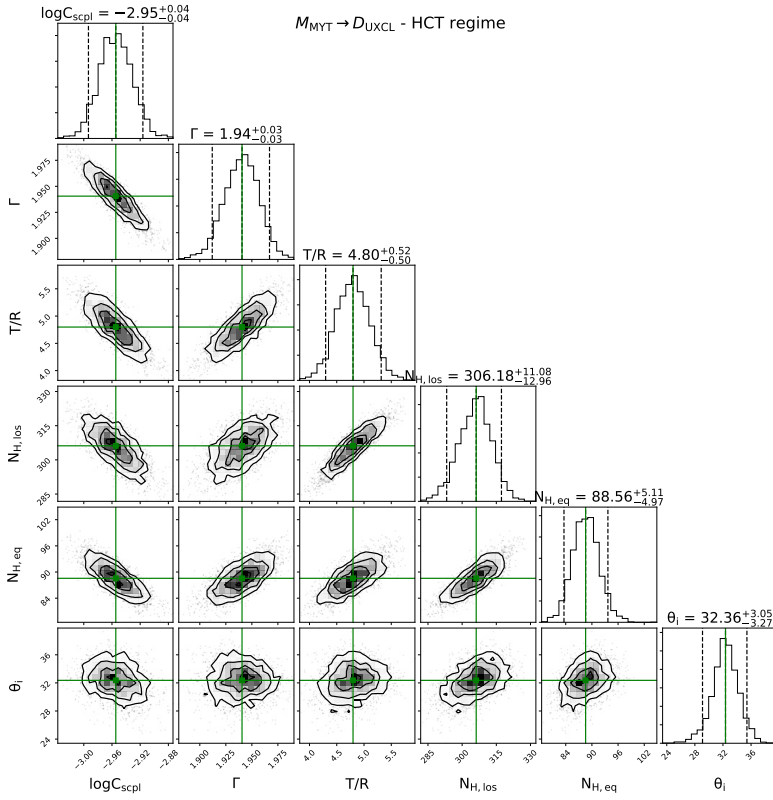 logC_scpl = −2.95^{+0.04}_{−0.04}
M_MYT → D_UXCL - HCT regime
Γ = 1.94^{+0.03}_{−0.03}
Γ
1.975
1.950
1.925
1.900
T/R = 4.80^{+0.52}_{−0.50}
T/R
5.5
5.0
4.5
4.0
N_{H,los} = 306.18^{+11.08}_{−12.96}
N_{H,los}
330
315
300
285
N_{H,eq} = 88.56^{+5.11}_{−4.97}
N_{H,eq}
102
96
90
84
θ_i = 32.36^{+3.05}_{−3.27}
θ_i
36
32
28
24
−3.00 −2.96 −2.92 −2.88 1.900 1.925 1.950 1.975 4.0 4.5 5.0 5.5 285 300 315 330 84 90 96 102 24 28 32 36
logC_scpl Γ T/R N_{H,los} N_{H,eq} θ_i